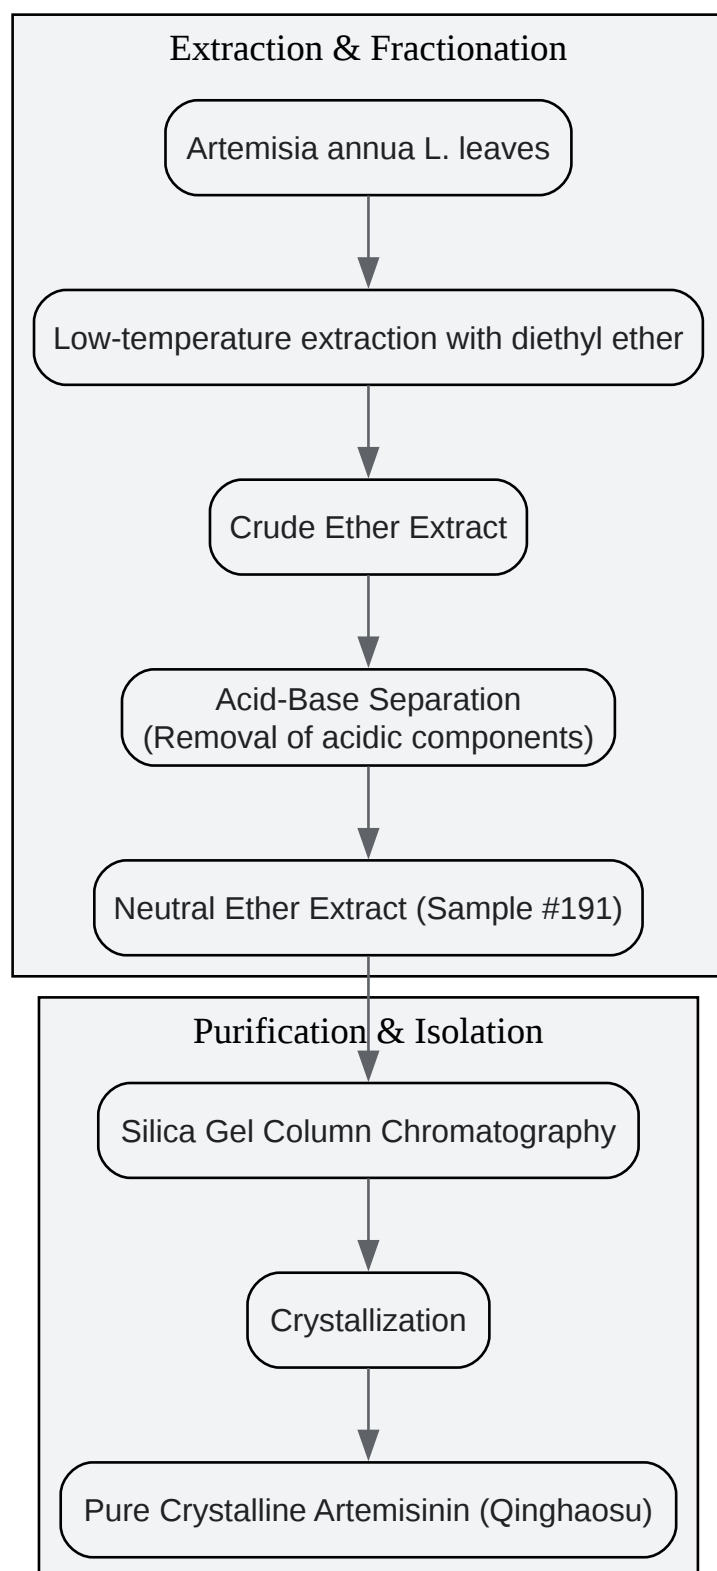 Extraction & Fractionation
Artemisia annua L. leaves
Low-temperature extraction with diethyl ether
Crude Ether Extract
Acid-Base Separation
(Removal of acidic components)
Neutral Ether Extract (Sample #191)
Purification & Isolation
Silica Gel Column Chromatography
Crystallization
Pure Crystalline Artemisinin (Qinghaosu)